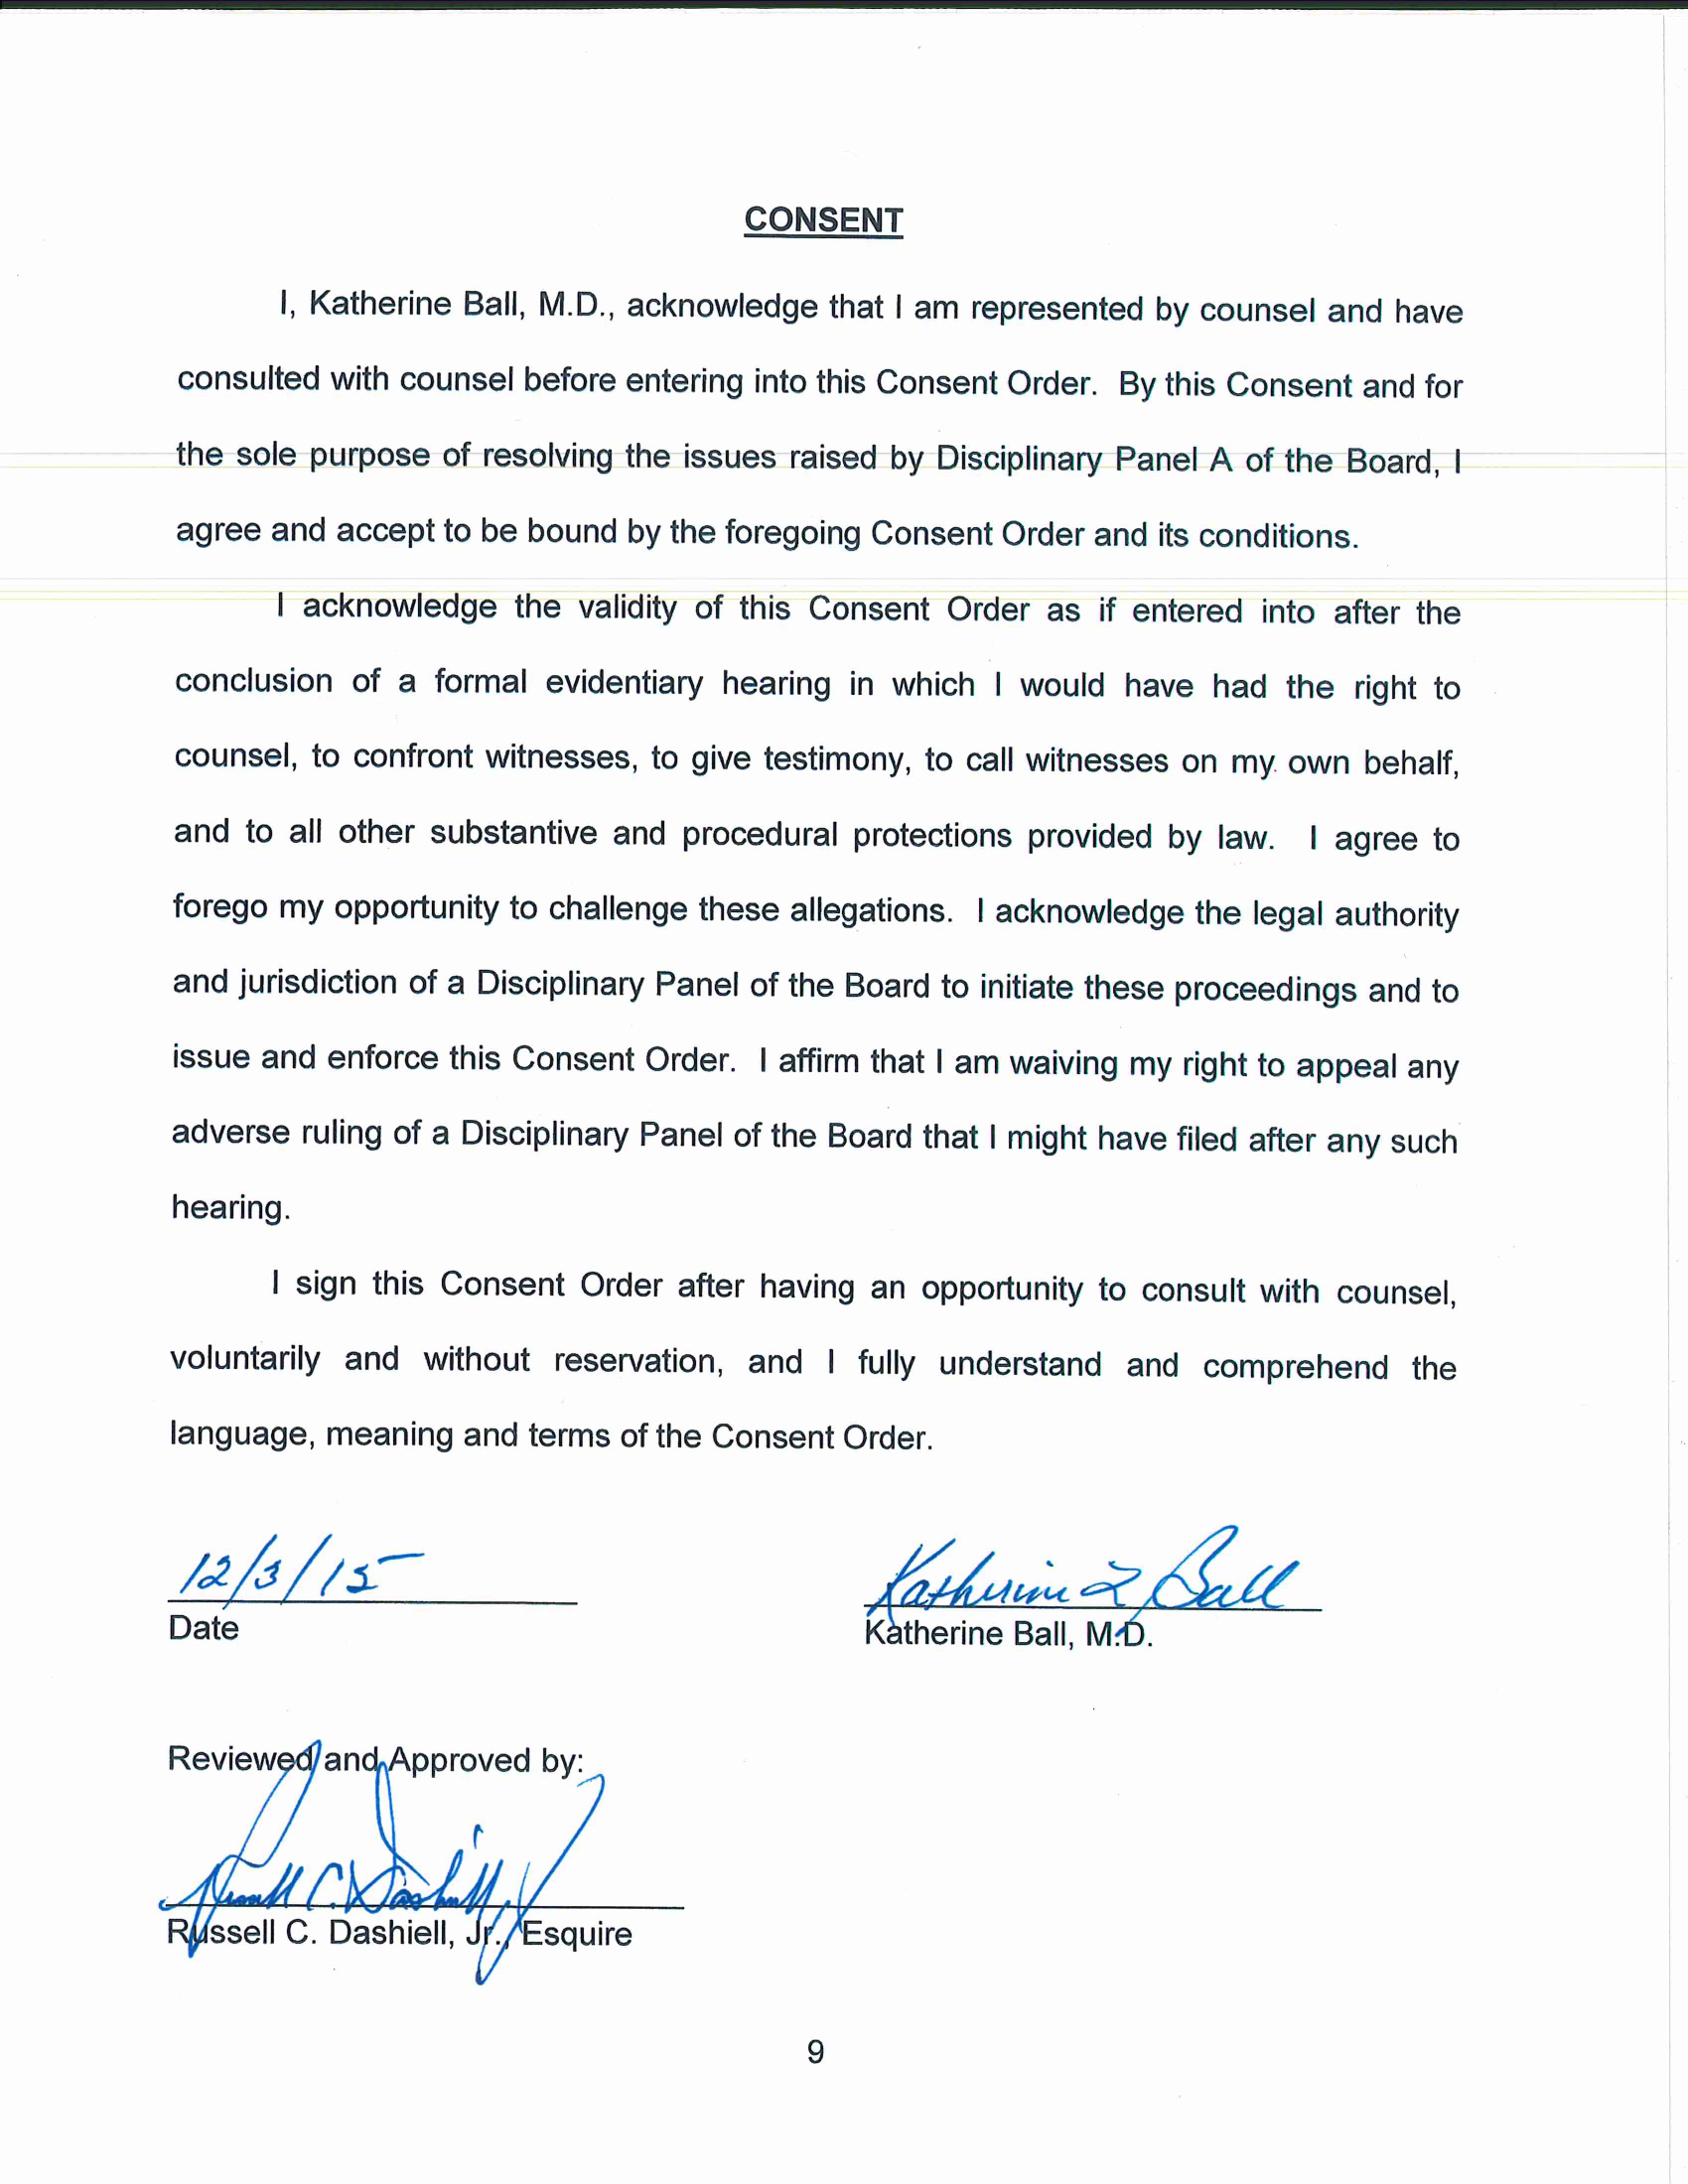 CONSENT
I, Katherine Ball, M.D., acknowledge that I am represented by counsel and have
consulted with counsel before entering into this Consent Order. By this Consent and for
the sole purpose of resolving the issues raised by Disciplinary Panel A of the Board, I
agree and accept to be bound by the foregoing Consent Order and its conditions.
I acknowledge the validity of this Consent Order as if entered into after the
conclusion of a formal evidentiary hearing in which I would have had the right to
counsel, to confront witnesses, to give testimony, to call witnesses on my own behalf,
and to all other substantive and procedural protections provided by law. I agree to
forego my opportunity to challenge these allegations. I acknowledge the legal authority
and jurisdiction of a Disciplinary Panel of the Board to initiate these proceedings and to
issue and enforce this Consent Order. I affirm that I am waiving my right to appeal any
adverse ruling of a Disciplinary Panel of the Board that I might have filed after any such
hearing.
I sign this Consent Order after having an opportunity to consult with counsel,
voluntarily and without reservation, and I fully understand and comprehend the
language, meaning and terms of the Consent Order.
12/3/15 Katherine L Ball
Date Katherine Ball, M.D.
Reviewed and Approved by:
Russell C. Dashiell, Jr.
Russell C. Dashiell, Jr., Esquire
9